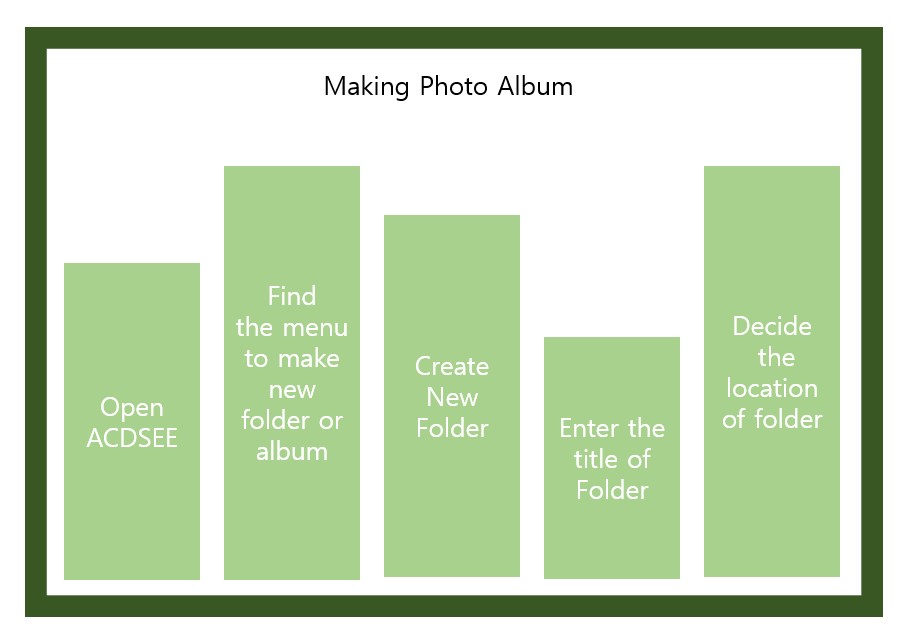 Making Photo Album
Open
ACDSEE
Find
the menu
to make
new
folder or
album
Create
New
Folder
Enter the
title of
Folder
Decide
the
location
of folder